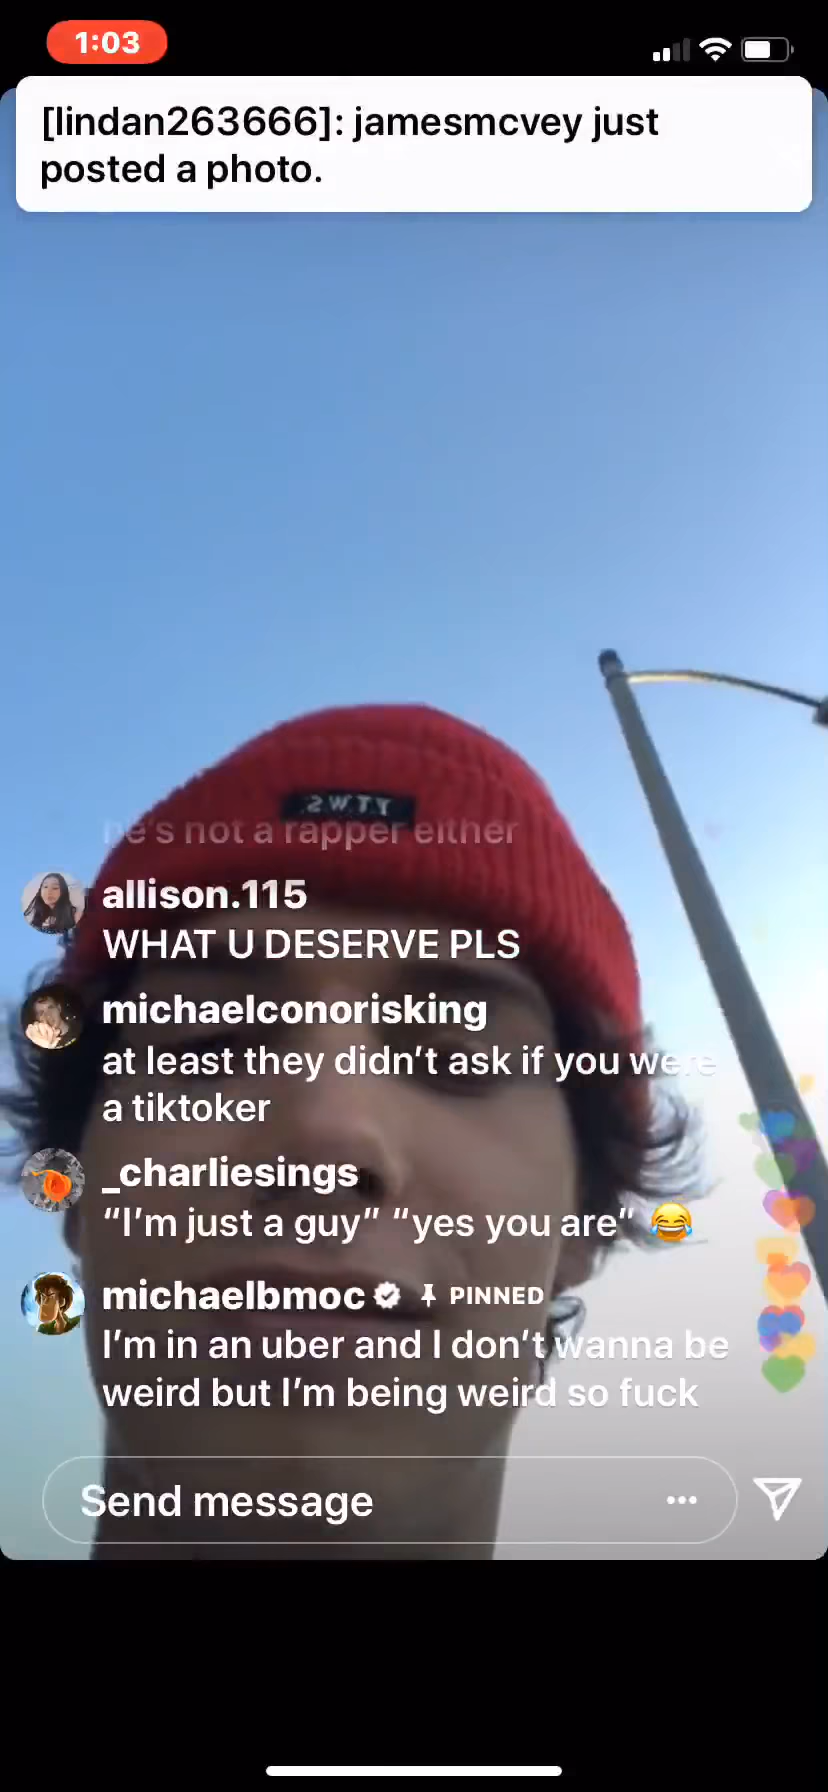 1:03
[lindan263666]: jamesmcvey just
posted a photo.
Y.T.W.S.
he's not a rapper either
allison.115
WHAT U DESERVE PLS
michaelconorisking
at least they didn't ask if you were
a tiktoker
_charliesings
“I'm just a guy” “yes you are” 😂
michaelbmoc PINNED
I'm in an uber and I don't wanna be
weird but I'm being weird so fuck
Send message